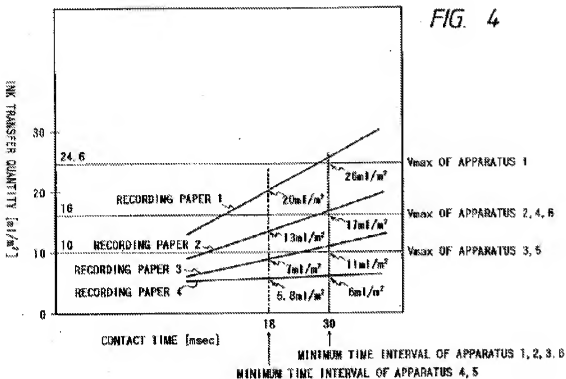 FIG. 4
INK TRANSFER QUANTITY [ml/m²]
30
24.6
20
16
10
0
RECORDING PAPER 1
RECORDING PAPER 2
RECORDING PAPER 3
RECORDING PAPER 4
20ml/m²
26ml/m²
13ml/m²
17ml/m²
7ml/m²
11ml/m²
5.8ml/m²
6ml/m²
Vmax OF APPARATUS 1
Vmax OF APPARATUS 2,4,6
Vmax OF APPARATUS 3,5
CONTACT TIME [msec]
18
30
MINIMUM TIME INTERVAL OF APPARATUS 1,2,3.6
MINIMUM TIME INTERVAL OF APPARATUS 4,5